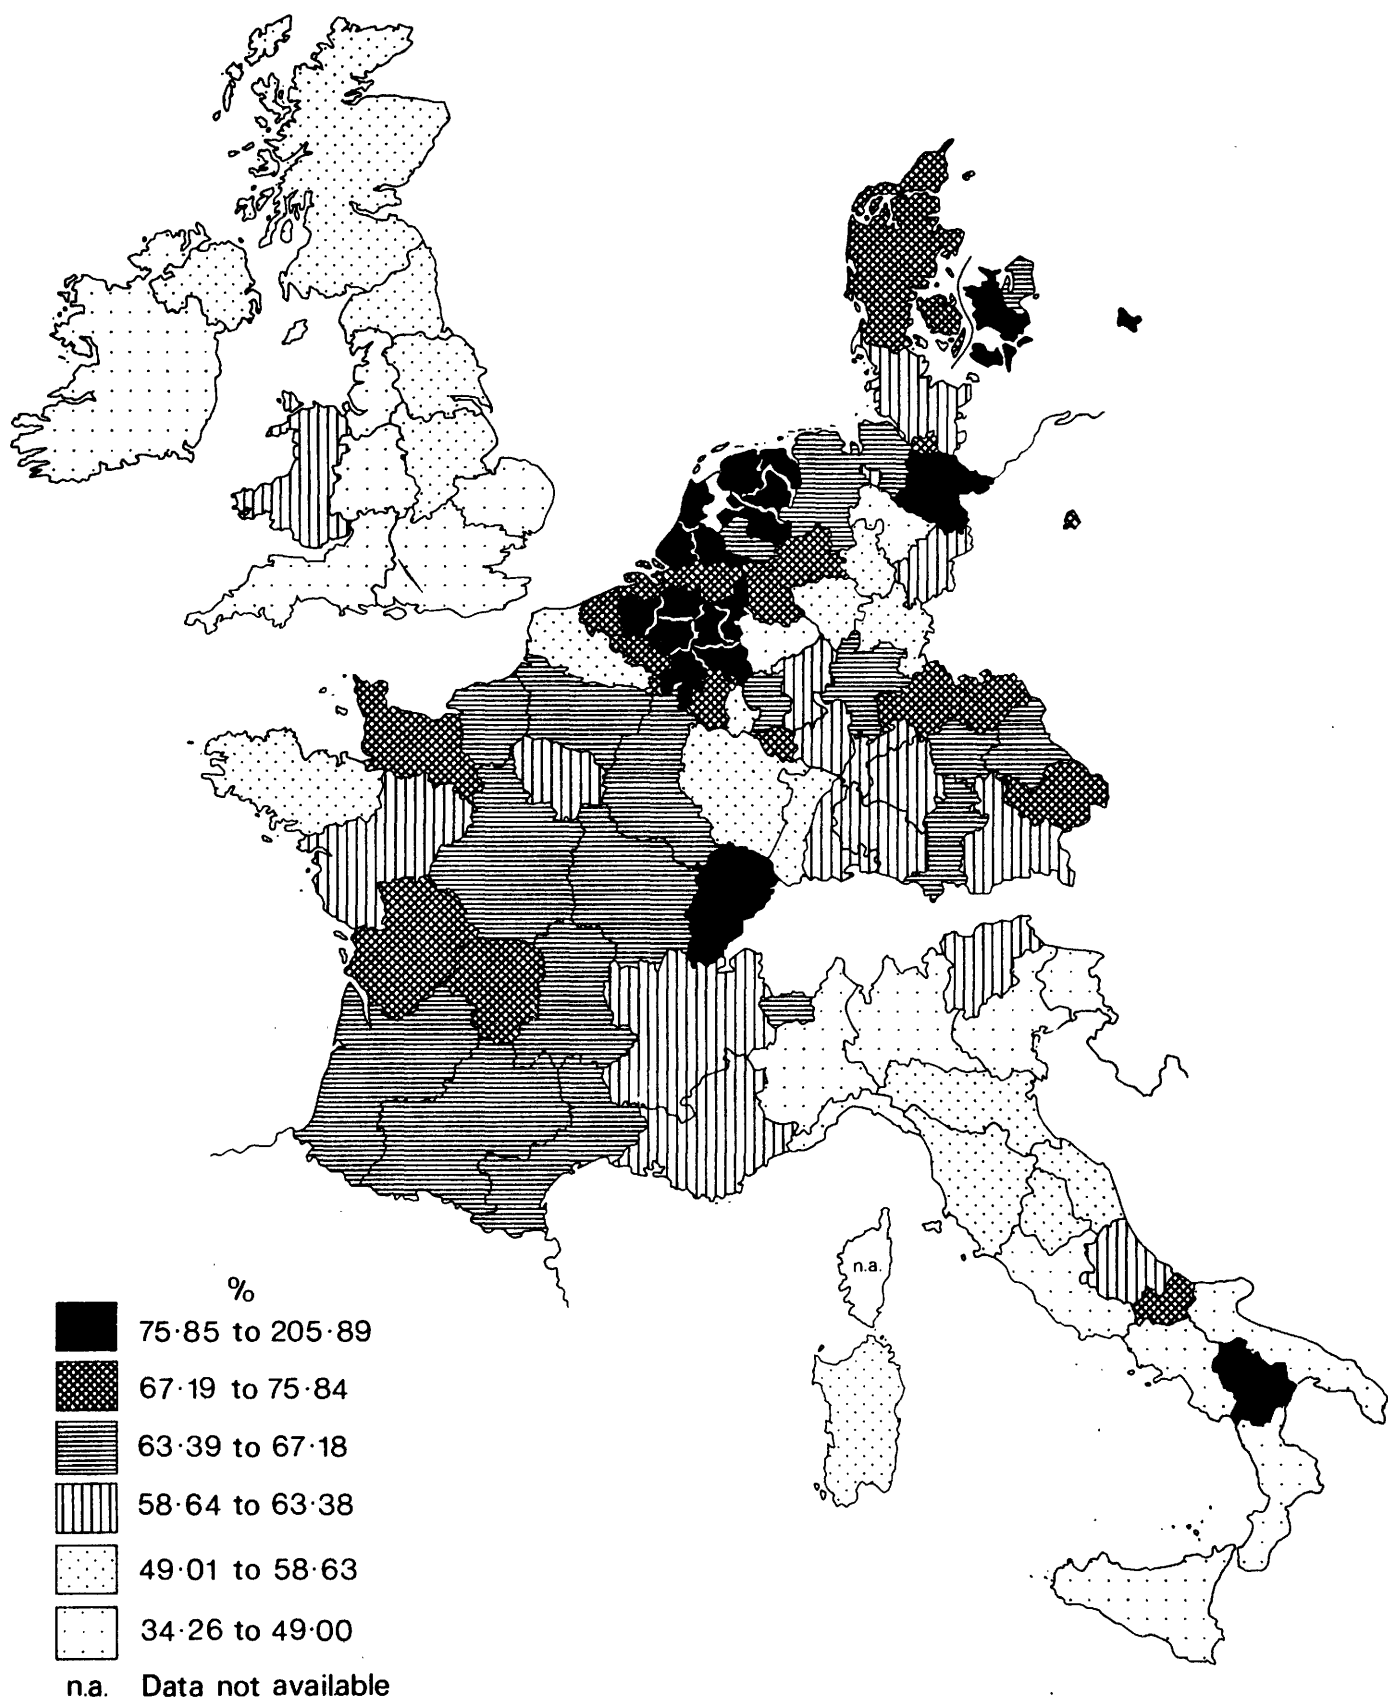 n.a.
%
75·85 to 205·89
67·19 to 75·84
63·39 to 67·18
58·64 to 63·38
49·01 to 58·63
34·26 to 49·00
n.a. Data not available